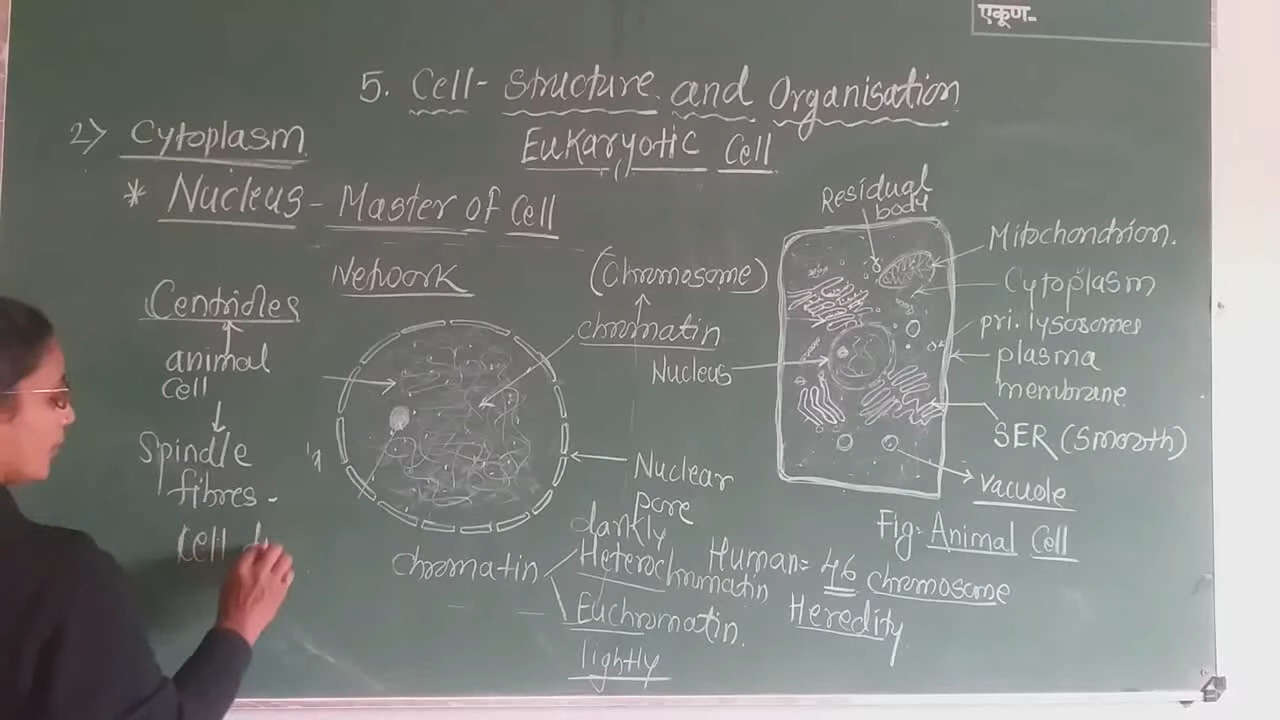 एकूण-
5. Cell- Structure and Organisation
Eukaryotic Cell
2) Cytoplasm
* Nucleus - Master of Cell
Network
Centrioles
animal
cell
Spindle
fibres -
Cell d
(Chromosome)
chromatin
Nucleus
Nuclear
pore
chromatin
darkly
Heterochromatin
Euchromatin.
lightly
Human= 46 chromosome
Heredity
Residual
body
Mitochondrion.
Cytoplasm
pri. lysosomes
plasma
membrane
SER (Smooth)
vacuole
Fig: Animal Cell